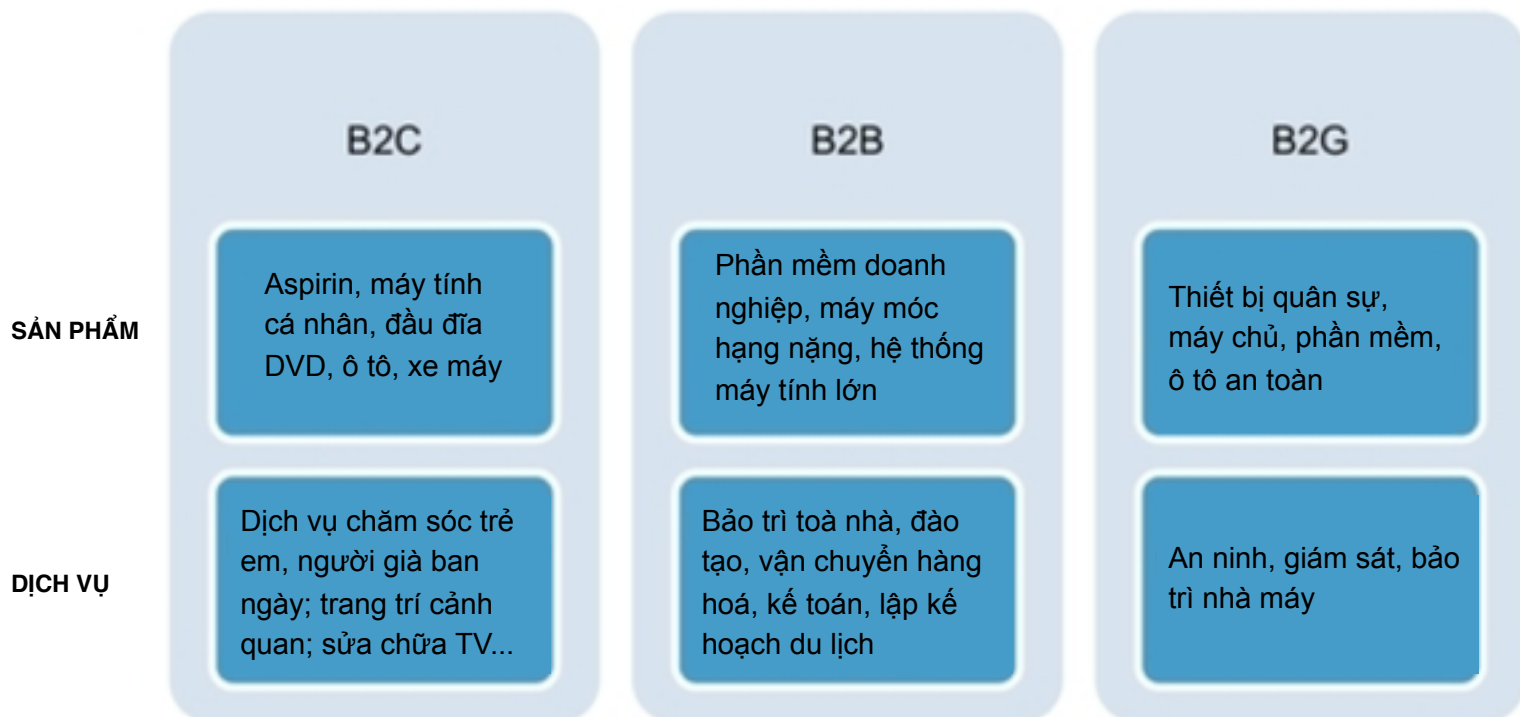 B2C
B2B
B2G
SẢN PHẨM
Aspirin, máy tính
cá nhân, đầu đĩa
DVD, ô tô, xe máy
Phần mềm doanh
nghiệp, máy móc
hạng nặng, hệ thống
máy tính lớn
Thiết bị quân sự,
máy chủ, phần mềm,
ô tô an toàn
DỊCH VỤ
Dịch vụ chăm sóc trẻ
em, người già ban
ngày; trang trí cảnh
quan; sửa chữa TV...
Bảo trì toà nhà, đào
tạo, vận chuyển hàng
hoá, kế toán, lập kế
hoạch du lịch
An ninh, giám sát, bảo
trì nhà máy